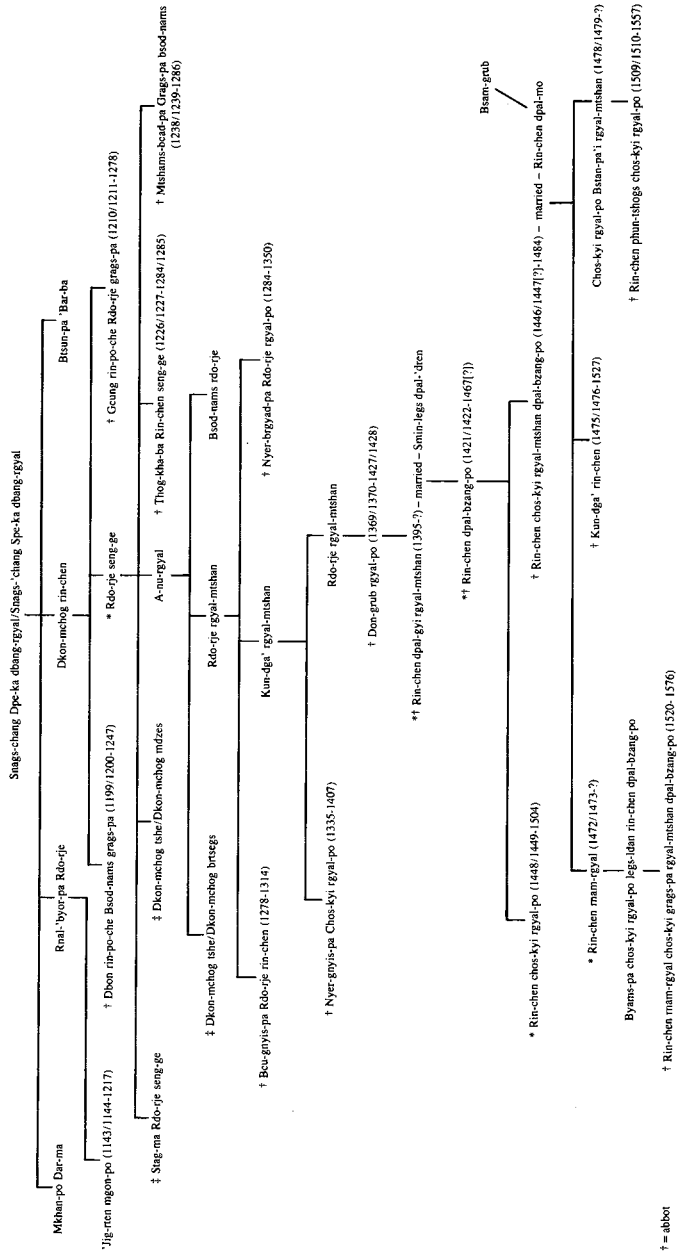 Snags-chang Dpe-ka dbang-rgyal/Snags-'chang Spe-ka dbang-rgyal
Mkhan-po Dar-ma
Rnal-'byor-pa Rdo-rje
Dkon-mchog rin-chen
Btsun-pa 'Bar-ba
'Jig-rten mgon-po (1143/1144-1217)
† Dbon rin-po-che Bsod-nams grags-pa (1199/1200-1247)
* Rdo-rje seng-ge
† Gcung rin-po-che Rdo-rje grags-pa (1210/1211-1278)
‡ Stag-ma Rdo-rje seng-ge
‡ Dkon-mchog tshe/Dkon-mchog mdzes
A-nu-rgyal
† Thog-kha-ba Rin-chen seng-ge (1226/1227-1284/1285)
† Mtshams-bcad-pa Grags-pa bsod-nams
(1238/1239-1286)
‡ Dkon-mchog tshe/Dkon-mchog brtsegs
Rdo-rje rgyal-mtshan
Bsod-nams rdo-rje
† Bcu-gnyis-pa Rdo-rje rin-chen (1278-1314)
Kun-dga' rgyal-mtshan
† Nyer-brgyad-pa Rdo-rje rgyal-po (1284-1350)
† Nyer-gnyis-pa Chos-kyi rgyal-po (1335-1407)
Rdo-rje rgyal-mtshan
† Don-grub rgyal-po (1369/1370-1427/1428)
*† Rin-chen dpal-gyi rgyal-mtshan (1395-?) – married – Smin-legs dpal-'dren
*† Rin-chen dpal-bzang-po (1421/1422-1467[?])
Bsam-grub
* Rin-chen chos-kyi rgyal-po (1448/1449-1504)
† Rin-chen chos-kyi rgyal-mtshan dpal-bzang-po (1446/1447[?]-1484) – married – Rin-chen dpal-mo
* Rin-chen rnam-rgyal (1472/1473-?)
† Kun-dga' rin-chen (1475/1476-1527)
Chos-kyi rgyal-po Bstan-pa'i rgyal-mtshan (1478/1479-?)
Byams-pa chos-kyi rgyal-po legs-ldan rin-chen dpal-bzang-po
† Rin-chen phun-tshogs chos-kyi rgyal-po (1509/1510-1557)
† Rin-chen rnam-rgyal chos-kyi grags-pa rgyal-mtshan dpal-bzang-po (1520- 1576)
† = abbot